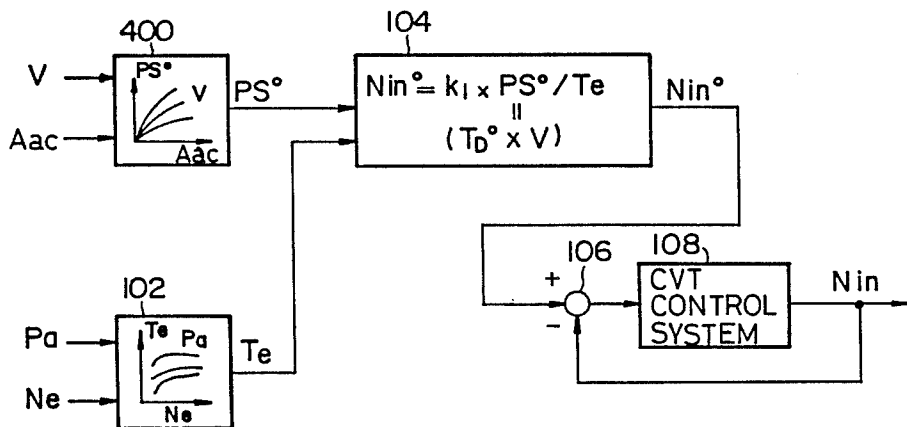 400
V
Aac
PS°
V
Aac
PS°
104
Nin° = k₁ × PS°/Te
=
(T_D° × V)
Nin°
102
Pa
Ne
Te
Pa
Ne
Te
+
−
106
108
CVT
CONTROL
SYSTEM
Nin